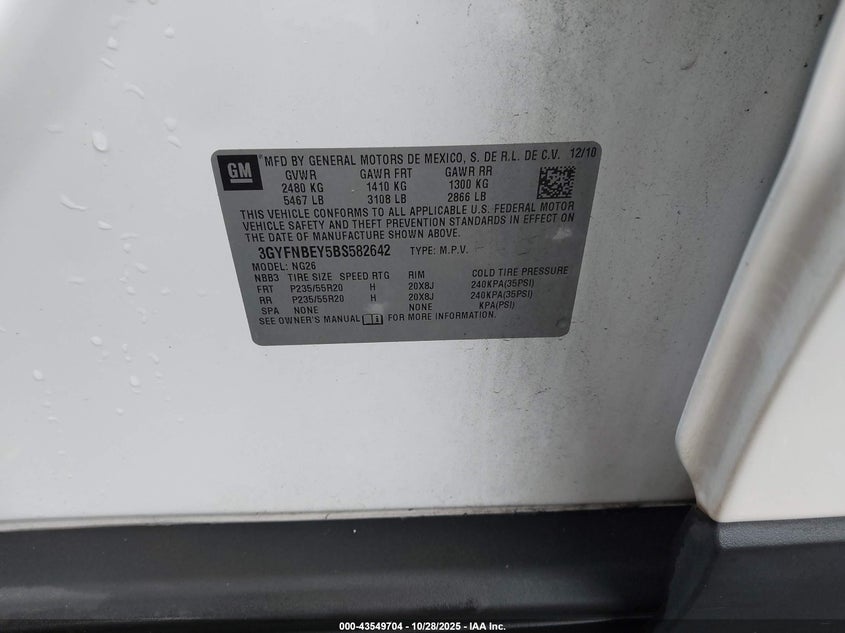 GM
MFD BY GENERAL MOTORS DE MEXICO, S. DE R.L. DE C.V. 12/10
GVWR GAWR FRT GAWR RR
2480 KG 1410 KG 1300 KG
5467 LB 3108 LB 2866 LB
THIS VEHICLE CONFORMS TO ALL APPLICABLE U.S. FEDERAL MOTOR
VEHICLE SAFETY AND THEFT PREVENTION STANDARDS IN EFFECT ON
THE DATE OF MANUFACTURE SHOWN ABOVE.
3GYFNBEY5BS582642 TYPE: M.P.V.
MODEL: NG26
NBB3 TIRE SIZE SPEED RTG RIM COLD TIRE PRESSURE
FRT P235/55R20 H 20X8J 240KPA(35PSI)
RR P235/55R20 H 20X8J 240KPA(35PSI)
SPA NONE NONE KPA(PSI)
SEE OWNER'S MANUAL FOR MORE INFORMATION.
000-43549704 - 10/28/2025 - IAA Inc.